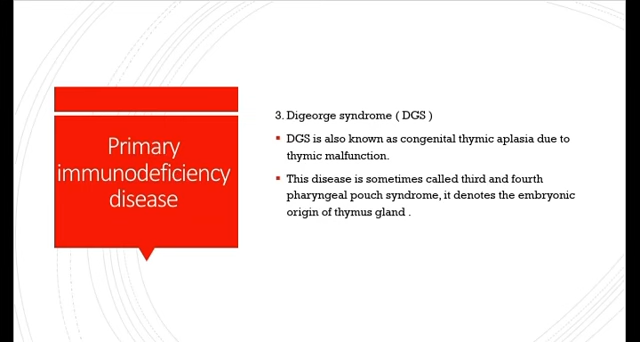 Primary
immunodeficiency
disease
3. Digeorge syndrome ( DGS )
DGS is also known as congenital thymic aplasia due to
thymic malfunction.
This disease is sometimes called third and fourth
pharyngeal pouch syndrome, it denotes the embryonic
origin of thymus gland .